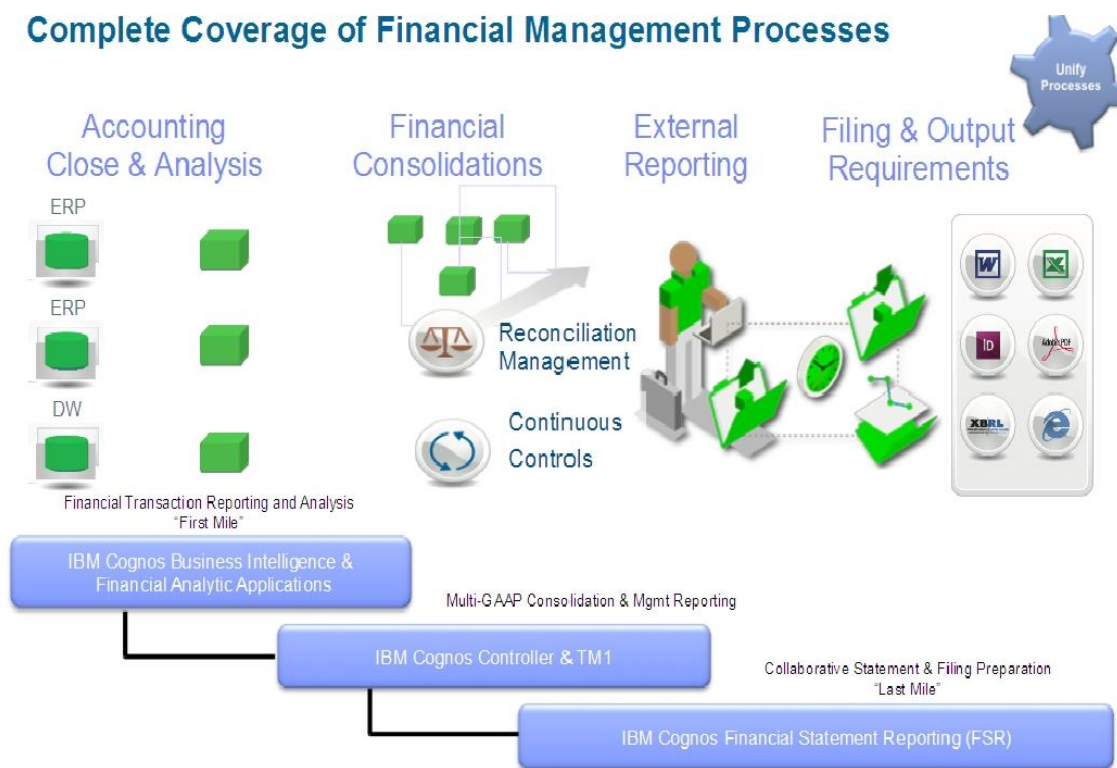 Complete Coverage of Financial Management Processes
Unify
Processes
Accounting
Close & Analysis
Financial
Consolidations
External
Reporting
Filing & Output
Requirements
ERP
ERP
DW
Reconciliation
Management
Continuous
Controls
W
X
ID
Adobe PDF
XBRL
Financial Transaction Reporting and Analysis
"First Mile"
IBM Cognos Business Intelligence &
Financial Analytic Applications
Multi-GAAP Consolidation & Mgmt Reporting
IBM Cognos Controller & TM1
Collaborative Statement & Filing Preparation
"Last Mile"
IBM Cognos Financial Statement Reporting (FSR)